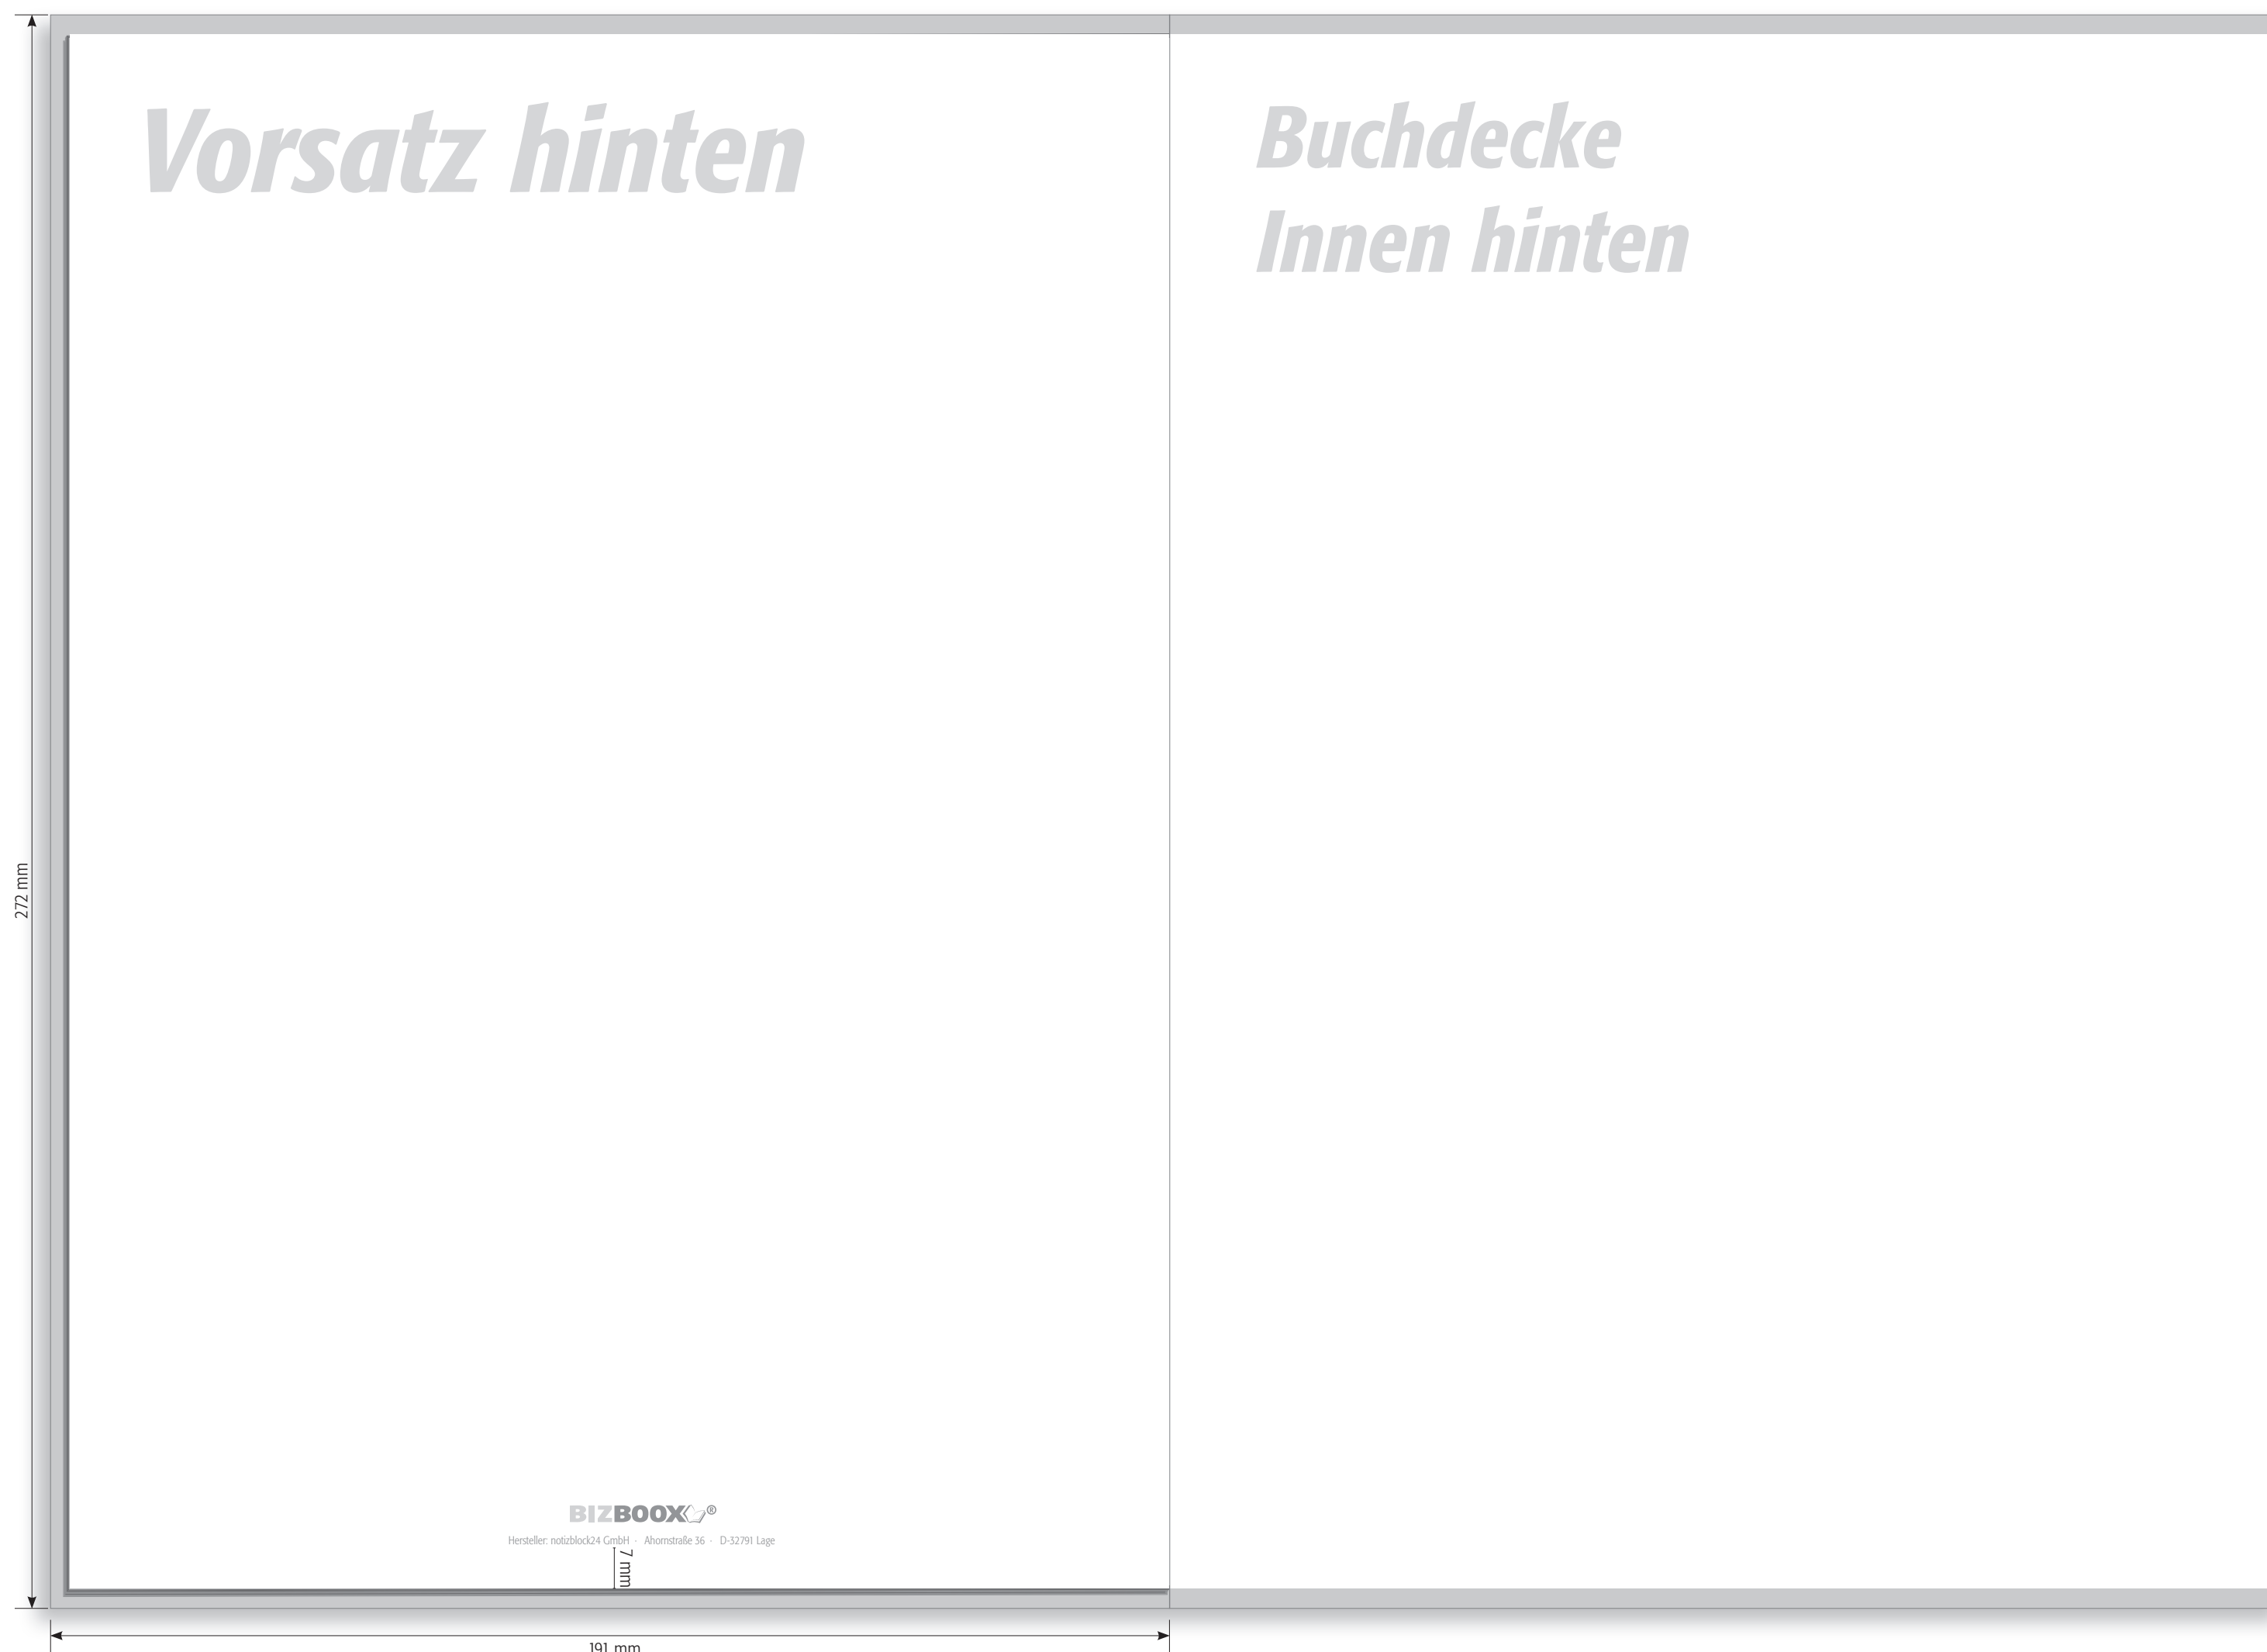 Vorsatz hinten
Buchdecke
Innen hinten
272 mm
BIZBOOX®
Hersteller: notizblock24 GmbH · Ahornstraße 36 · D-32791 Lage
7 mm
191 mm